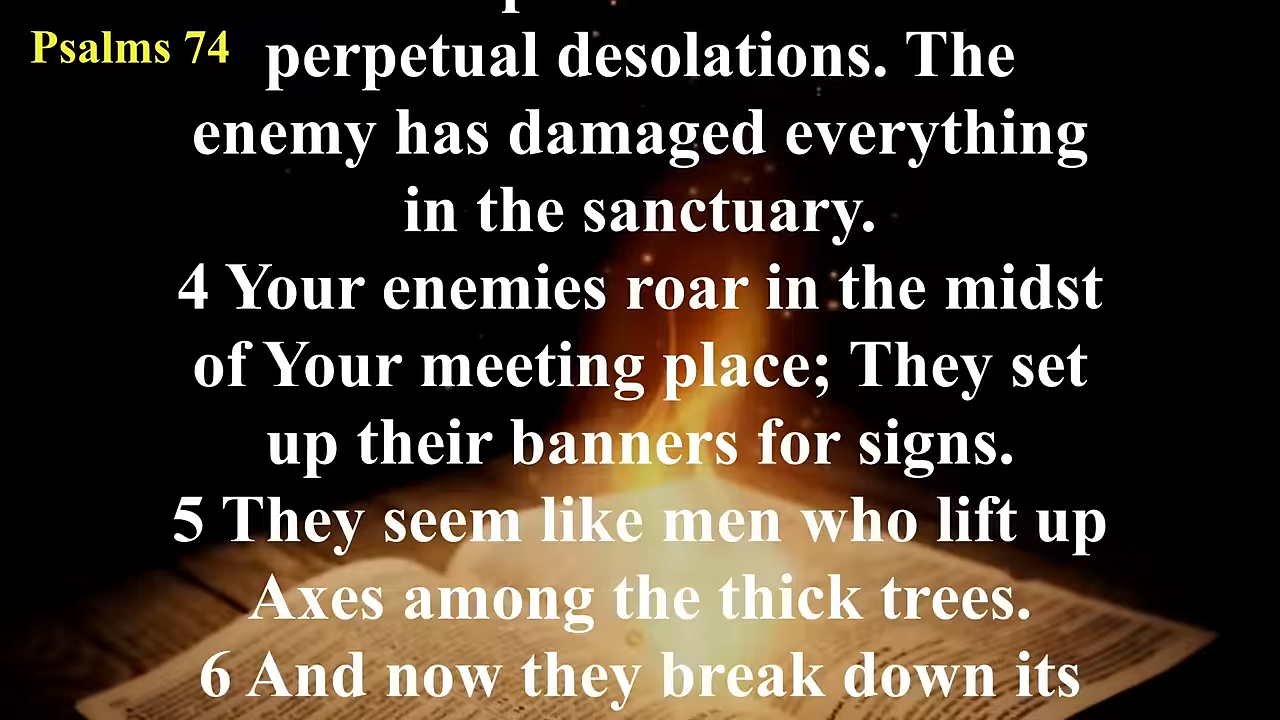 Psalms 74
perpetual desolations. The
enemy has damaged everything
in the sanctuary.
4 Your enemies roar in the midst
of Your meeting place; They set
up their banners for signs.
5 They seem like men who lift up
Axes among the thick trees.
6 And now they break down its